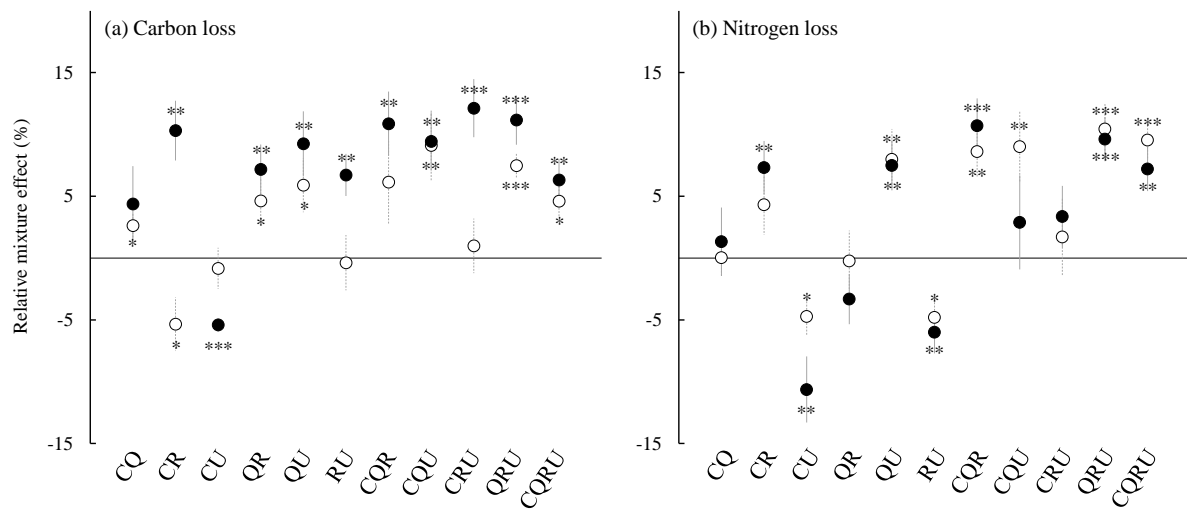 (a) Carbon loss
(b) Nitrogen loss
Relative mixture effect (%)
15
5
-5
-15
** ** ** ** ** ** *** *** **
* * * ** *** *
* ***
CQ CR CU QR QU RU CQR CQU CRU QRU CQRU
15
5
-5
-15
** ** *** ** *** ***
** ** *** **
* *
** **
CQ CR CU QR QU RU CQR CQU CRU QRU CQRU